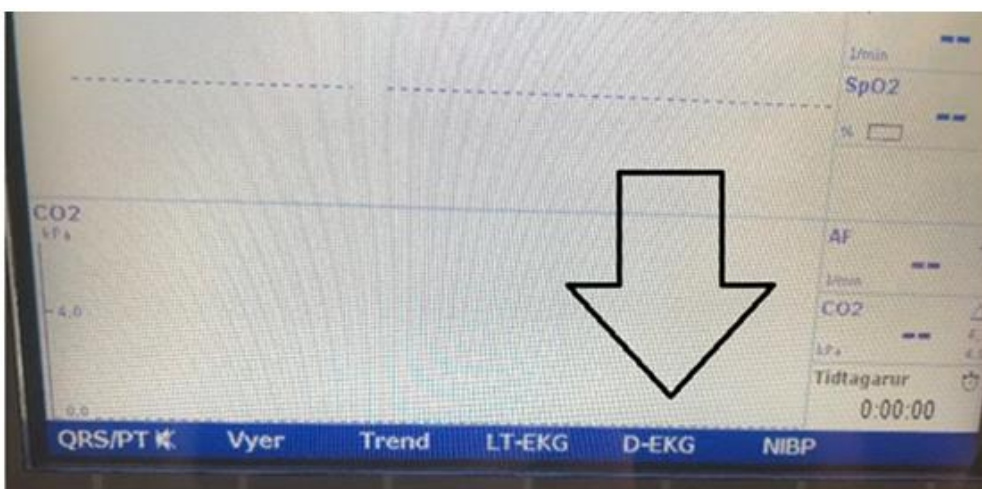 1/min
--
SpO2
%
--
CO2
kPa
4,0
0,0
AF
1/min
--
CO2
kPa
--
Tidtagarur
0:00:00
QRS/PT Vyer Trend LT-EKG D-EKG NIBP